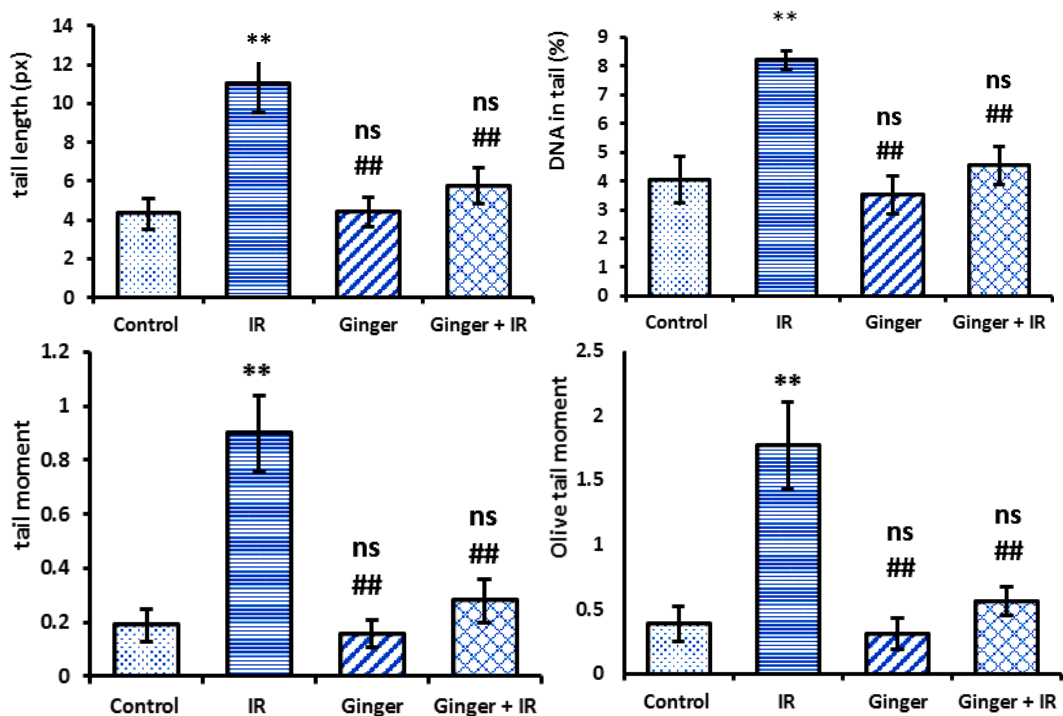 tail length (px)
14
12
10
8
6
4
2
0
**
ns
##
ns
##
Control IR Ginger Ginger + IR
DNA in tail (%)
9
8
7
6
5
4
3
2
1
0
**
ns
##
ns
##
Control IR Ginger Ginger + IR
tail moment
1.2
1
0.8
0.6
0.4
0.2
0
**
ns
##
ns
##
Control IR Ginger Ginger + IR
Olive tail moment
2.5
2
1.5
1
0.5
0
**
ns
##
ns
##
Control IR Ginger Ginger + IR